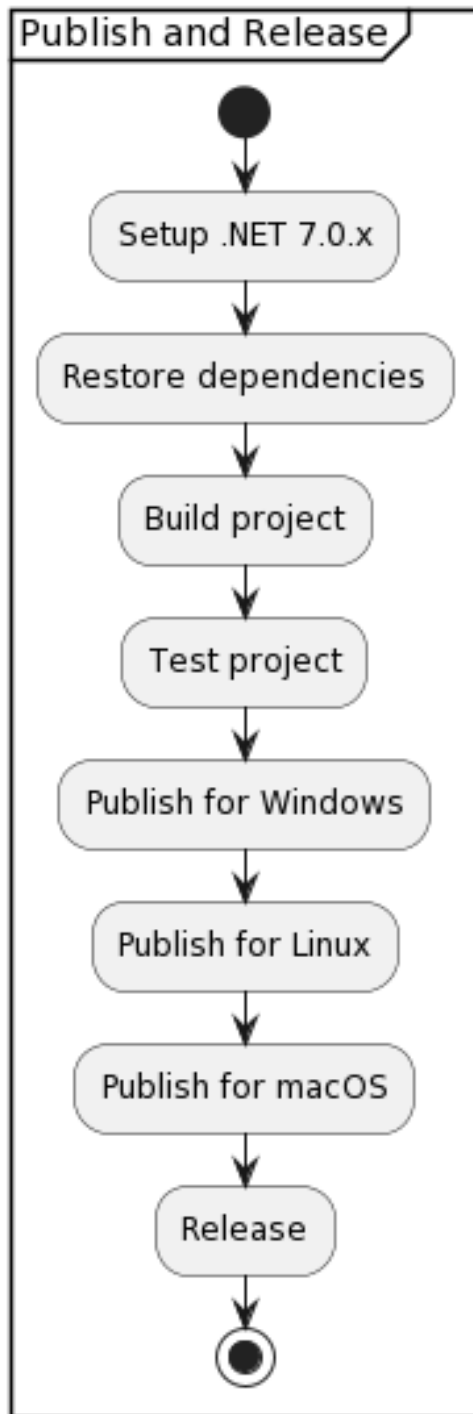 Publish and Release
Setup .NET 7.0.x
Restore dependencies
Build project
Test project
Publish for Windows
Publish for Linux
Publish for macOS
Release